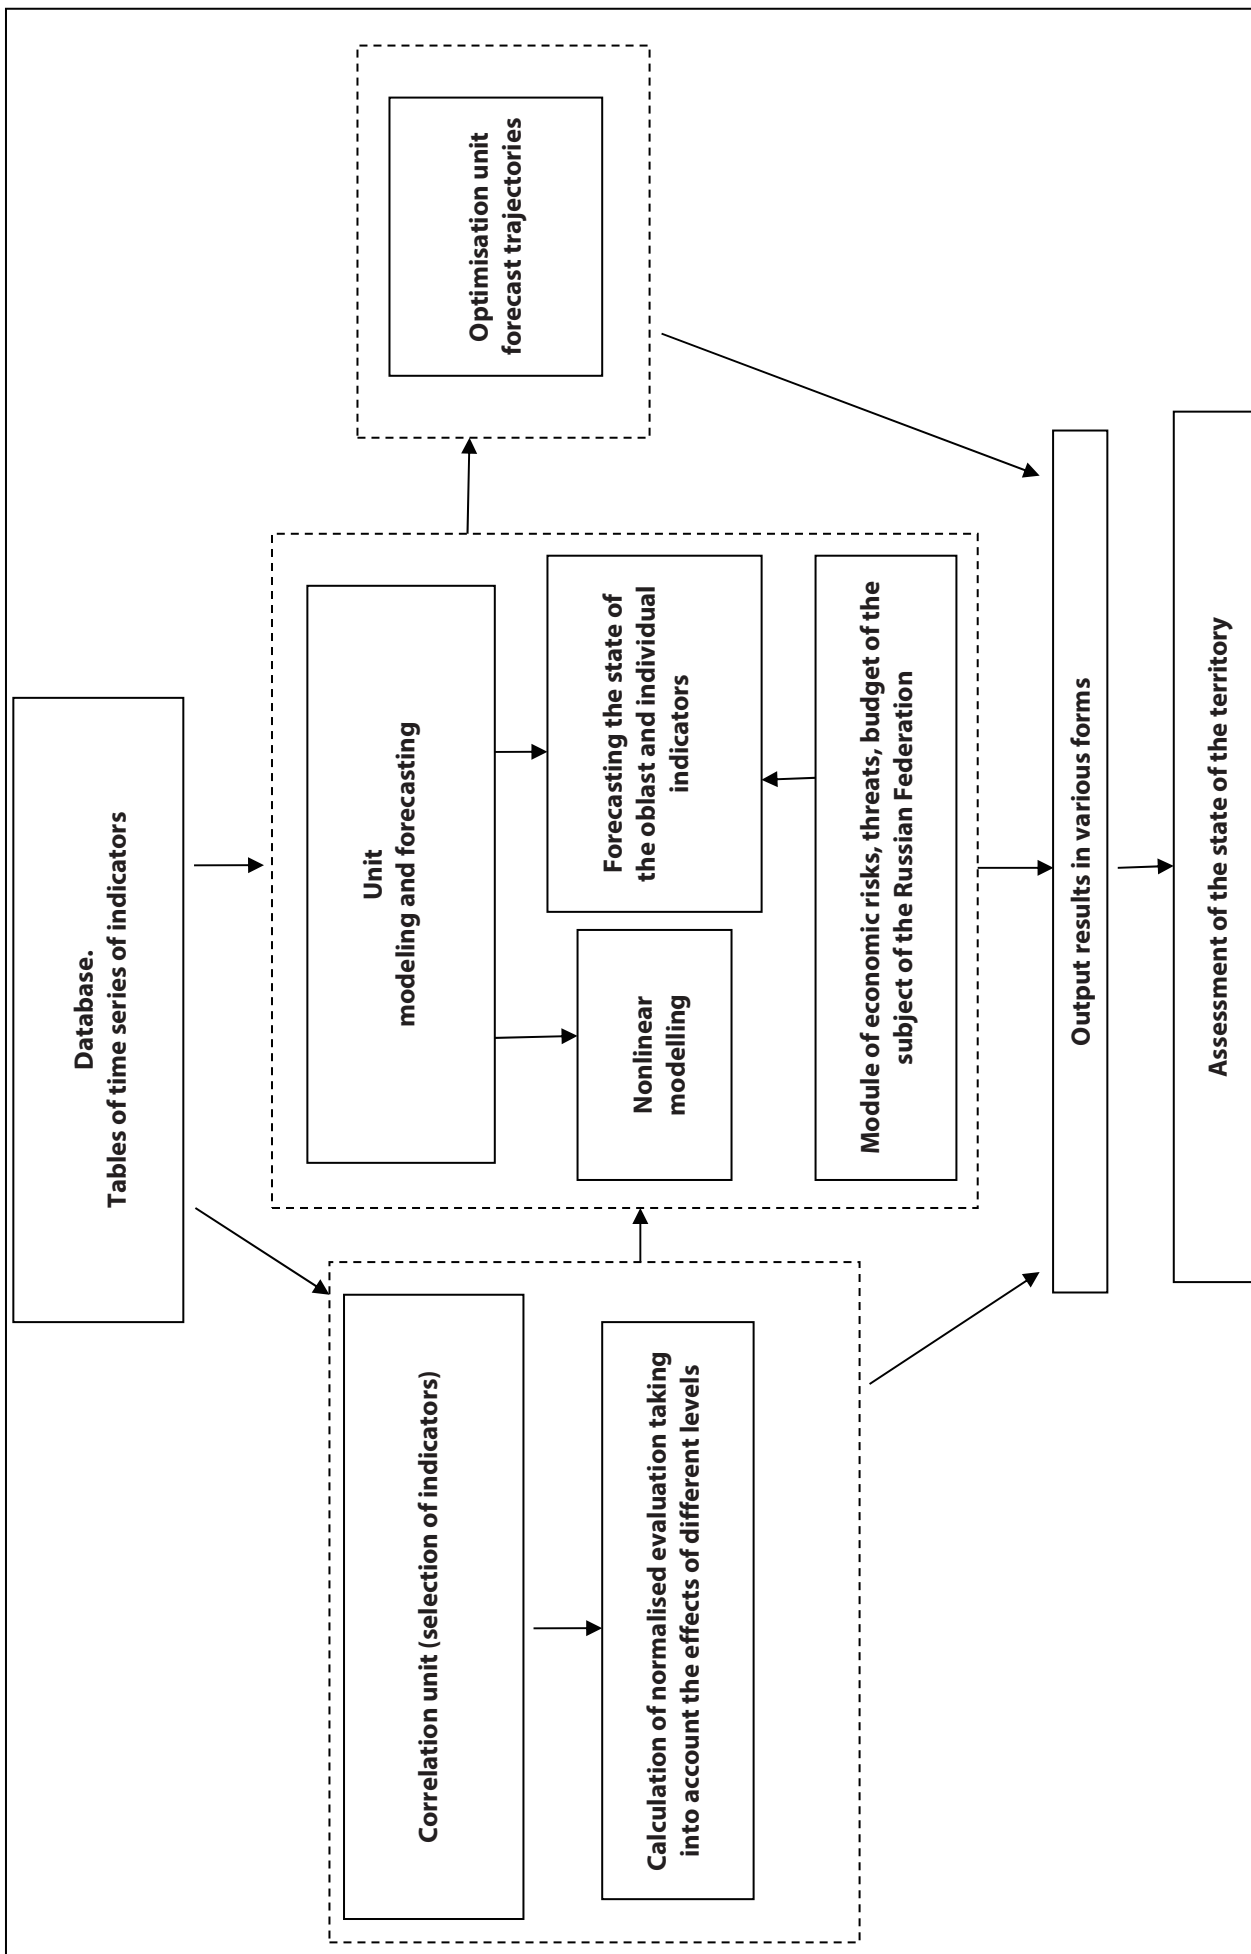 Database.
Tables of time series of indicators
Correlation unit (selection of indicators)
Calculation of normalised evaluation taking
into account the effects of different levels
Unit
modeling and forecasting
Nonlinear
modelling
Forecasting the state of
the oblast and individual
indicators
Module of economic risks, threats, budget of the
subject of the Russian Federation
Optimisation unit
forecast trajectories
Output results in various forms
Assessment of the state of the territory